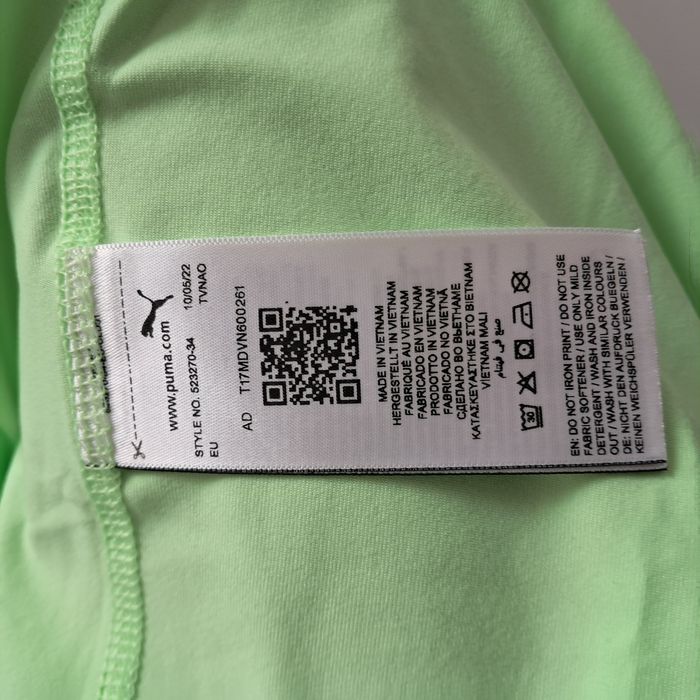 www.puma.com
STYLE NO. 523270-34 10/05/22
EU TVNAO
AD T17MDVN600261
MADE IN VIETNAM
HERGESTELLT IN VIETNAM
FABRIQUÉ AU VIETNAM
FABRICADO EN VIETNAM
PRODOTTO IN VIETNAM
FABRICADO NO VIETNÃ
СДЕЛАНО ВО ВЬЕТНАМЕ
ΚΑΤΑΣΚΕΥΑΣΤΗΚΕ ΣΤΟ ΒΙΕΤΝΑΜ
VIETNAM MALI
صنع في فيتنام
30
EN: DO NOT IRON PRINT / DO NOT USE
FABRIC SOFTENER / USE ONLY MILD
DETERGENT / WASH AND IRON INSIDE
OUT / WASH WITH SIMILAR COLOURS
DE: NICHT DEN AUFDRUCK BUEGELN /
KEINEN WEICHSPÜLER VERWENDEN /